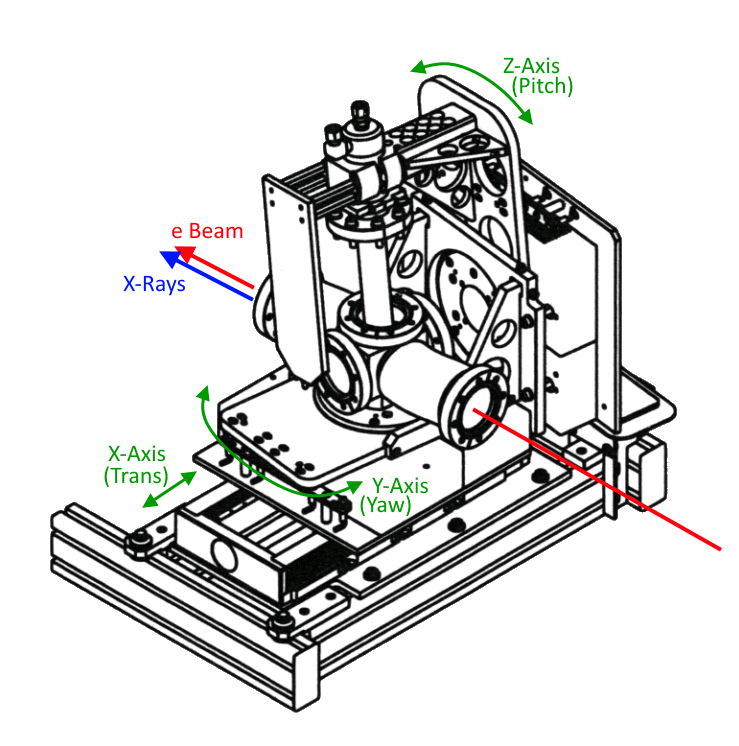 Z-Axis
(Pitch)
e Beam
X-Rays
X-Axis
(Trans)
Y-Axis
(Yaw)